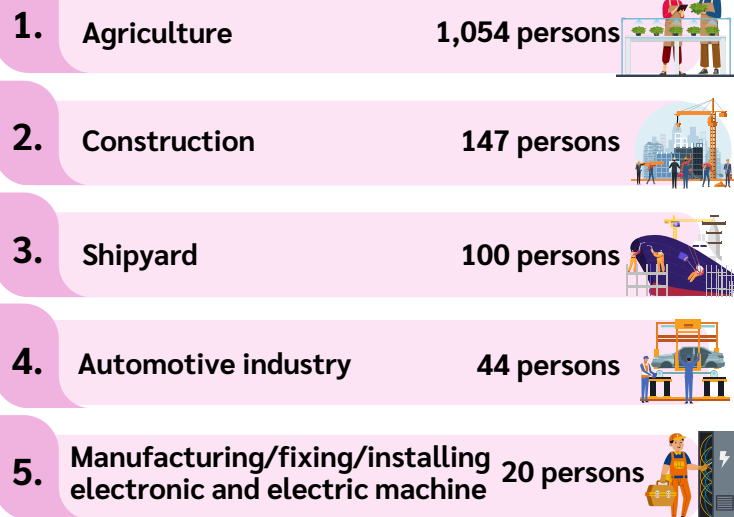 1. Agriculture 1,054 persons
2. Construction 147 persons
3. Shipyard 100 persons
4. Automotive industry 44 persons
5. Manufacturing/fixing/installing
electronic and electric machine 20 persons